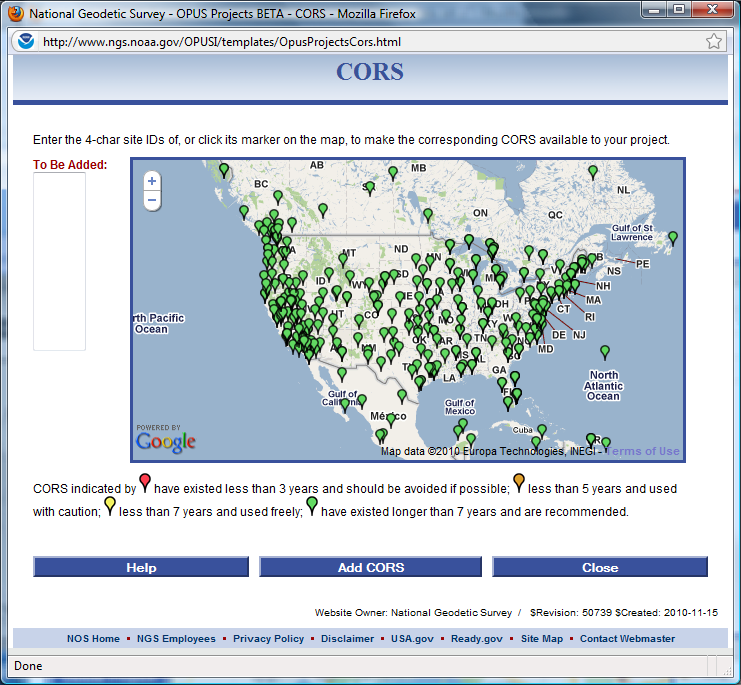 National Geodetic Survey - OPUS Projects BETA - CORS - Mozilla Firefox
http://www.ngs.noaa.gov/OPUSI/templates/OpusProjectsCors.html
CORS
Enter the 4-char site IDs of, or click its marker on the map, to make the corresponding CORS available to your project.
To Be Added:
+
−
AB
MB
BC
NL
ON
QC
Gulf of St
Lawrence
PE
NS
MT
ND
MN
ID
WY
SD
NH
MA
RI
CT
NJ
DE
MD
UT
CO
OH
OK
AR
TN
LA
GA
rth Pacific
Ocean
North
Atlantic
Ocean
Gulf of
California
México
Gulf of
Mexico
Cuba
POWERED BY
Google
Map data ©2010 Europa Technologies, INEGI - Terms of Use
CORS indicated by have existed less than 3 years and should be avoided if possible; less than 5 years and used
with caution; less than 7 years and used freely; have existed longer than 7 years and are recommended.
Help
Add CORS
Close
Website Owner: National Geodetic Survey / $Revision: 50739 $Created: 2010-11-15
NOS Home ▪ NGS Employees ▪ Privacy Policy ▪ Disclaimer ▪ USA.gov ▪ Ready.gov ▪ Site Map ▪ Contact Webmaster
Done